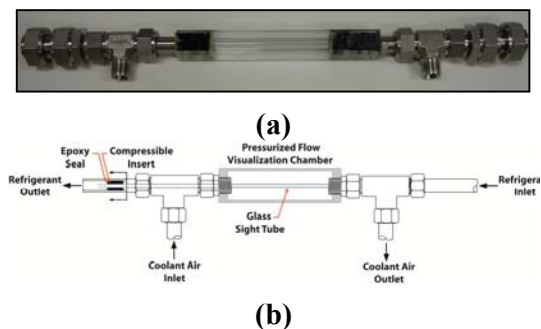 (a)
Pressurized Flow
Visualization Chamber
Epoxy
Seal
Compressible
Insert
Refrigerant
Outlet
Refrigera
Inlet
Glass
Sight Tube
Coolant Air
Inlet
Coolant Air
Outlet
(b)